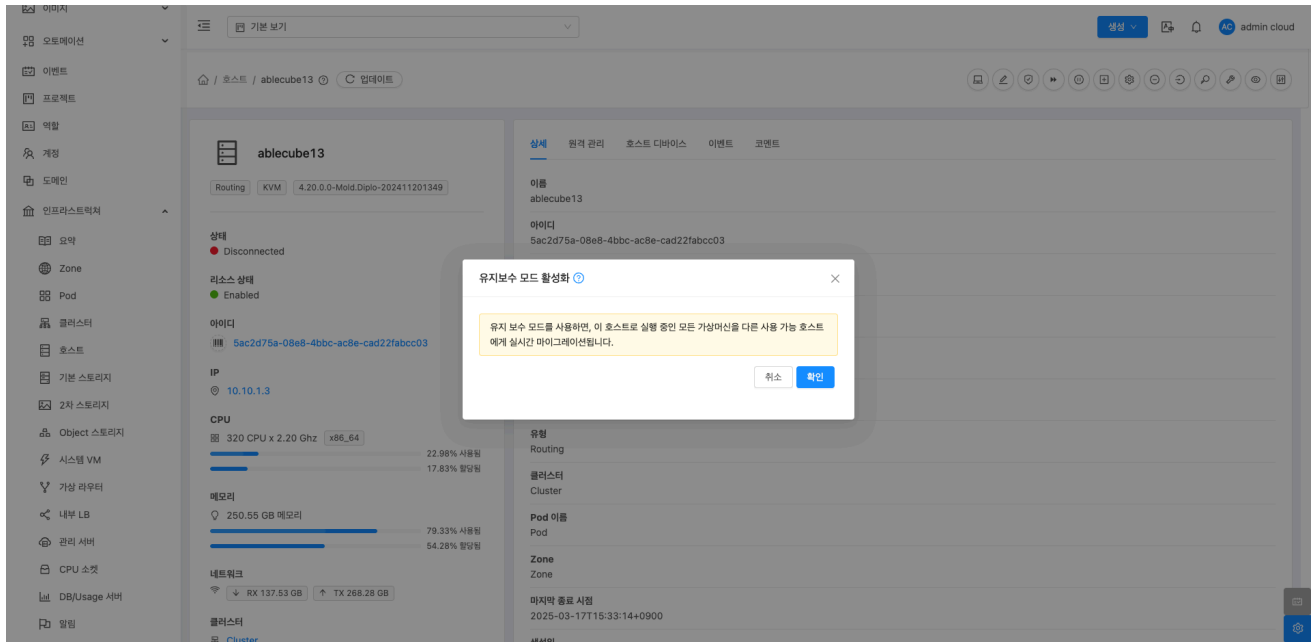 이미지
오토메이션
이벤트
프로젝트
역할
계정
도메인
인프라스트럭쳐
요약
Zone
Pod
클러스터
호스트
기본 스토리지
2차 스토리지
Object 스토리지
시스템 VM
가상 라우터
내부 LB
관리 서버
CPU 소켓
DB/Usage 서버
알림
기본 보기
생성
AC admin cloud
/ 호스트 / ablecube13 업데이트
ablecube13
Routing KVM 4.20.0.0-Mold.Diplo-202411201349
상태
Disconnected
리소스 상태
Enabled
아이디
5ac2d75a-08e8-4bbc-ac8e-cad22fabcc03
IP
10.10.1.3
CPU
320 CPU x 2.20 Ghz x86_64
22.98% 사용됨
17.83% 할당됨
메모리
250.55 GB 메모리
79.33% 사용됨
54.28% 할당됨
네트워크
RX 137.53 GB TX 268.28 GB
클러스터
Cluster
상세 원격 관리 호스트 디바이스 이벤트 코멘트
이름
ablecube13
아이디
5ac2d75a-08e8-4bbc-ac8e-cad22fabcc03
유지보수 모드 활성화
유지 보수 모드를 사용하면, 이 호스트로 실행 중인 모든 가상머신을 다른 사용 가능 호스트
에게 실시간 마이그레이션됩니다.
취소 확인
유형
Routing
클러스터
Cluster
Pod 이름
Pod
Zone
Zone
마지막 종료 시점
2025-03-17T15:33:14+0900